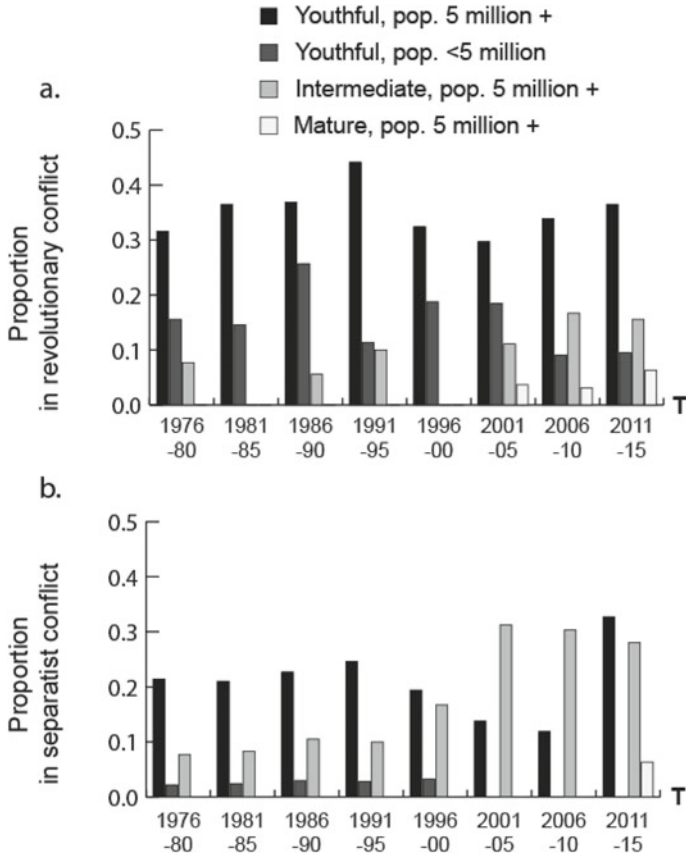 Youthful, pop. 5 million +
Youthful, pop. <5 million
Intermediate, pop. 5 million +
Mature, pop. 5 million +
a.
Proportion
in revolutionary conflict
0.5
0.4
0.3
0.2
0.1
0.0
1976 1981 1986 1991 1996 2001 2006 2011
-80 -85 -90 -95 -00 -05 -10 -15
T
b.
Proportion
in separatist conflict
0.5
0.4
0.3
0.2
0.1
0.0
1976 1981 1986 1991 1996 2001 2006 2011
-80 -85 -90 -95 -00 -05 -10 -15
T